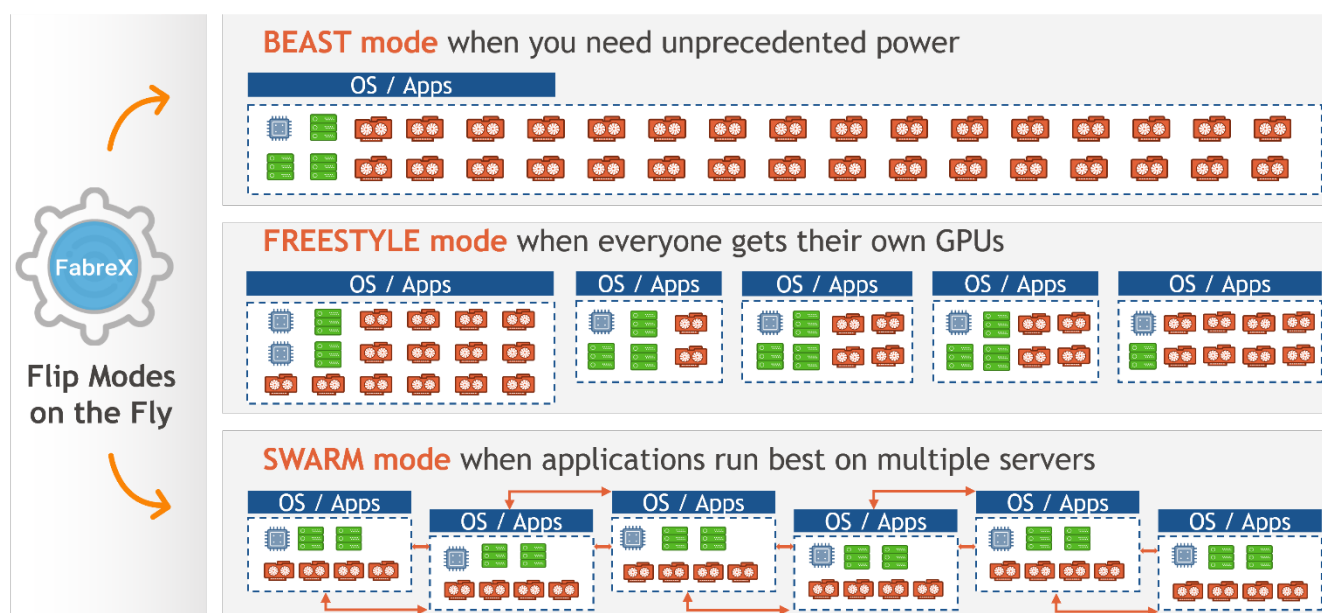 BEAST mode when you need unprecedented power
OS / Apps
FabreX
Flip Modes
on the Fly
FREESTYLE mode when everyone gets their own GPUs
OS / Apps
OS / Apps
OS / Apps
OS / Apps
OS / Apps
SWARM mode when applications run best on multiple servers
OS / Apps
OS / Apps
OS / Apps
OS / Apps
OS / Apps
OS / Apps